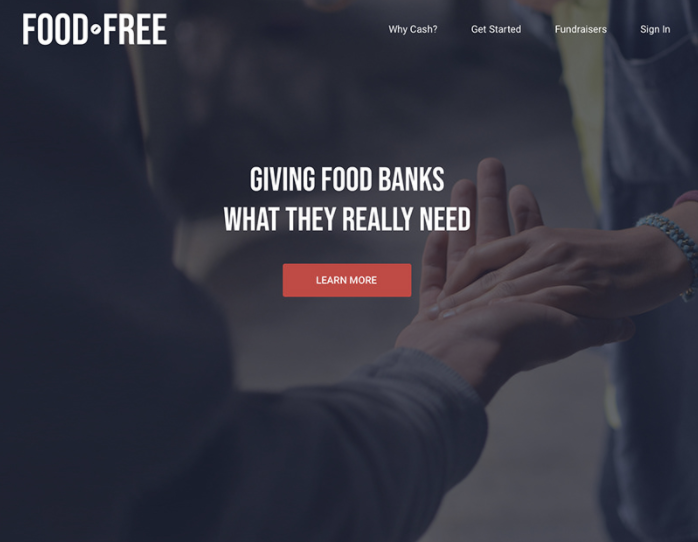 FOOD FREE
Why Cash? Get Started Fundraisers Sign In
GIVING FOOD BANKS
WHAT THEY REALLY NEED
LEARN MORE